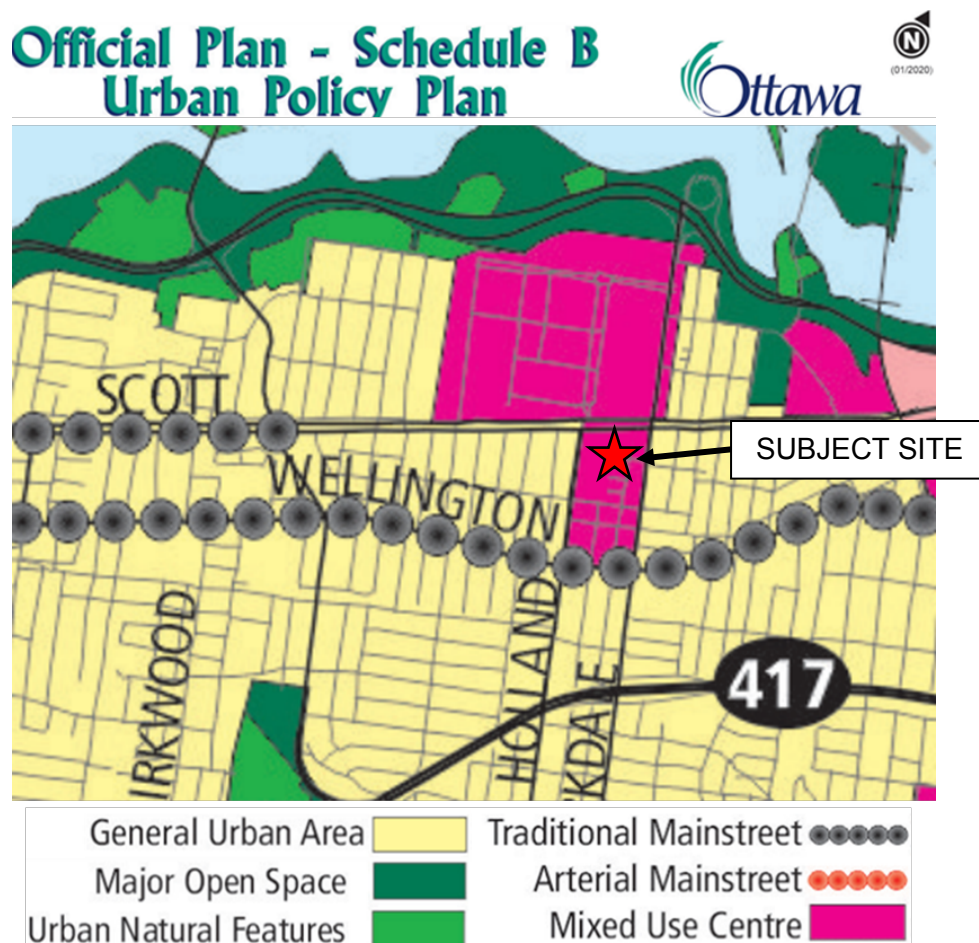 Official Plan - Schedule B
Urban Policy Plan
Ottawa
N
(01/2020)
SCOTT
WELLINGTON
SUBJECT SITE
IRKWOOD
HOLLAND
KDALE
417
General Urban Area
Traditional Mainstreet
Major Open Space
Arterial Mainstreet
Urban Natural Features
Mixed Use Centre